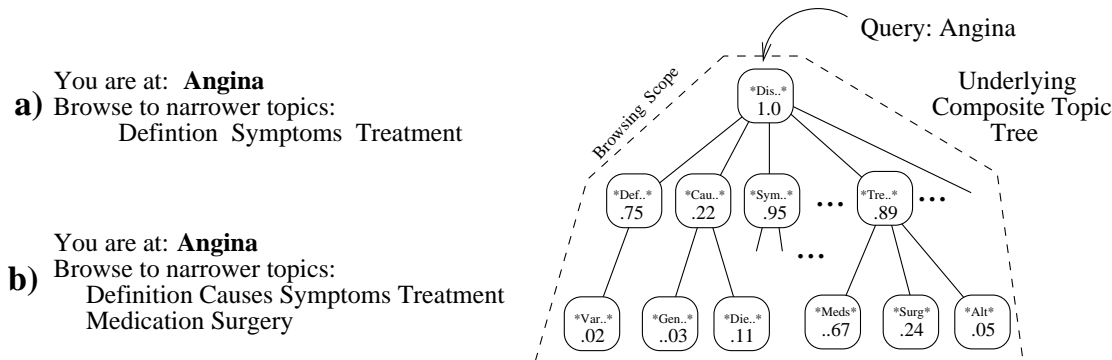 a)
You are at: Angina
Browse to narrower topics:
Defintion Symptoms Treatment
b)
You are at: Angina
Browse to narrower topics:
Definition Causes Symptoms Treatment
Medication Surgery
Query: Angina
Underlying
Composite Topic
Tree
Browsing Scope
*Dis..*
1.0
*Def..*
.75
*Cau..*
.22
*Sym..*
.95
...
*Tre..*
.89
...
...
*Var..*
.02
*Gen..*
..03
*Die..*
.11
*Meds*
..67
*Surg*
.24
*Alt*
.05